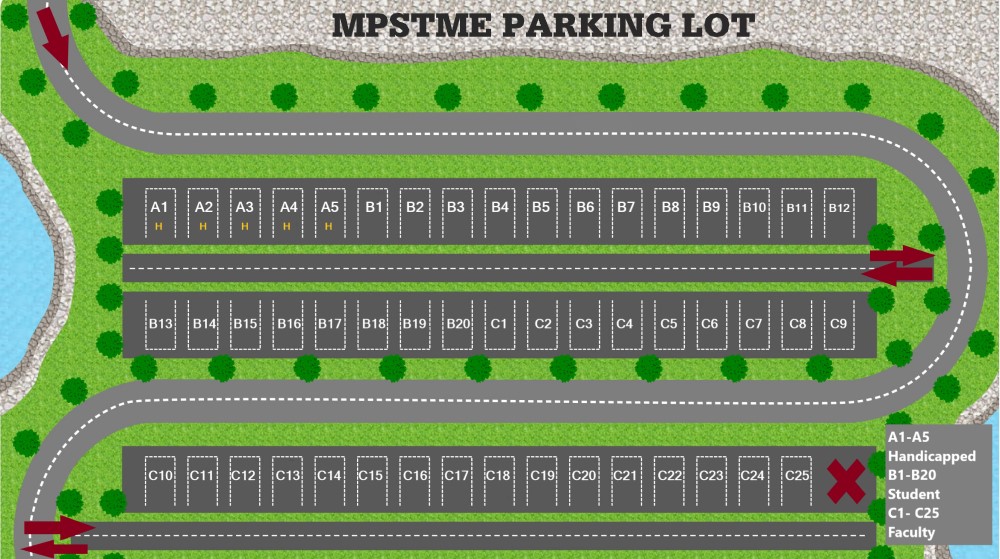 MPSTME PARKING LOT
A1 A2 A3 A4 A5 B1 B2 B3 B4 B5 B6 B7 B8 B9 B10 B11 B12
H H H H H
B13 B14 B15 B16 B17 B18 B19 B20 C1 C2 C3 C4 C5 C6 C7 C8 C9
C10 C11 C12 C13 C14 C15 C16 C17 C18 C19 C20 C21 C22 C23 C24 C25
A1-A5
Handicapped
B1-B20
Student
C1- C25
Faculty